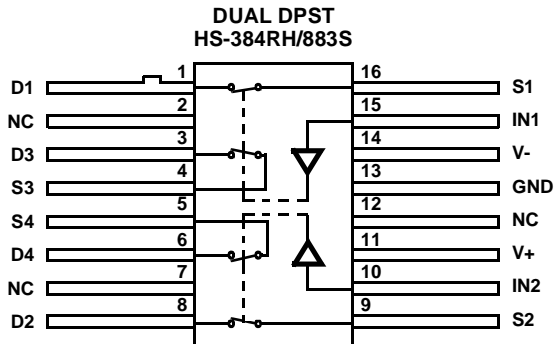 DUAL DPST
HS-384RH/883S
D1 1 16 S1
NC 2 15 IN1
D3 3 14 V-
S3 4 13 GND
S4 5 12 NC
D4 6 11 V+
NC 7 10 IN2
D2 8 9 S2